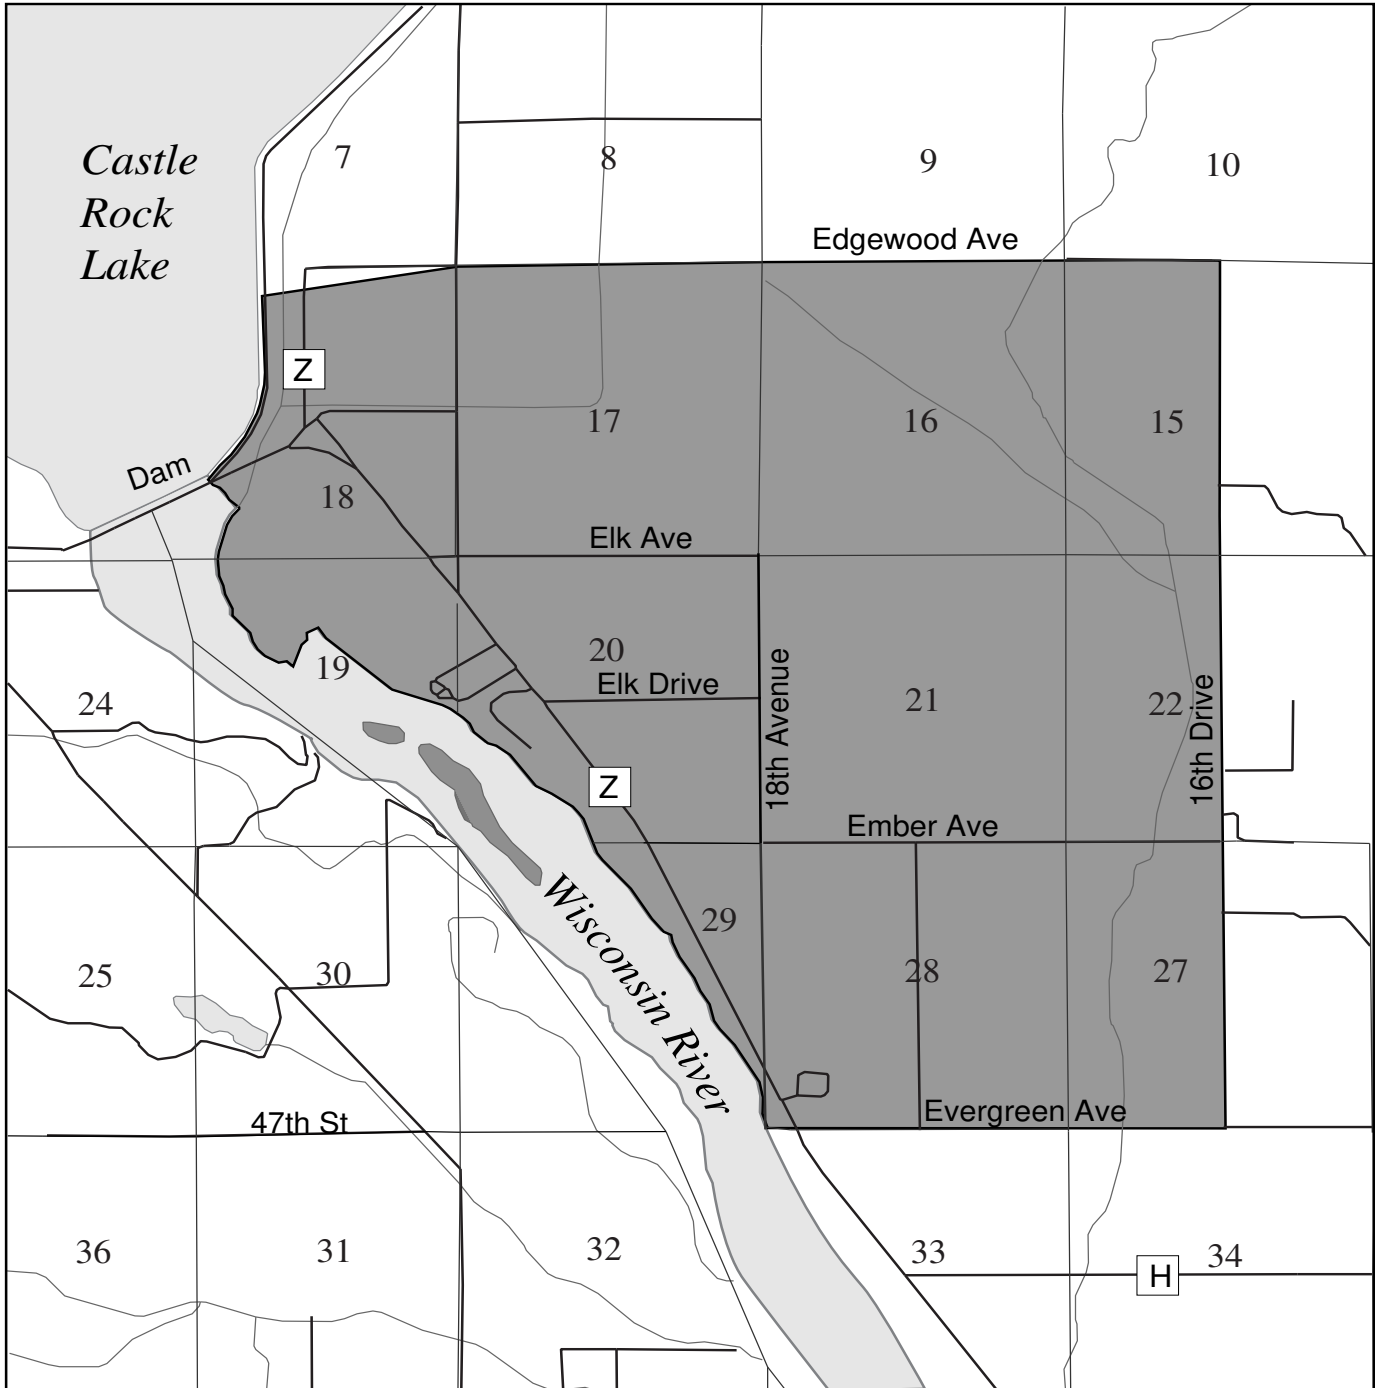 7
8
9
10
Castle
Rock
Lake
Edgewood Ave
Z
17
16
15
Dam
18
Elk Ave
19
20
Elk Drive
18th Avenue
21
22
16th Drive
24
Z
Ember Ave
Wisconsin River
29
28
27
25
30
47th St
Evergreen Ave
36
31
32
33
34
H